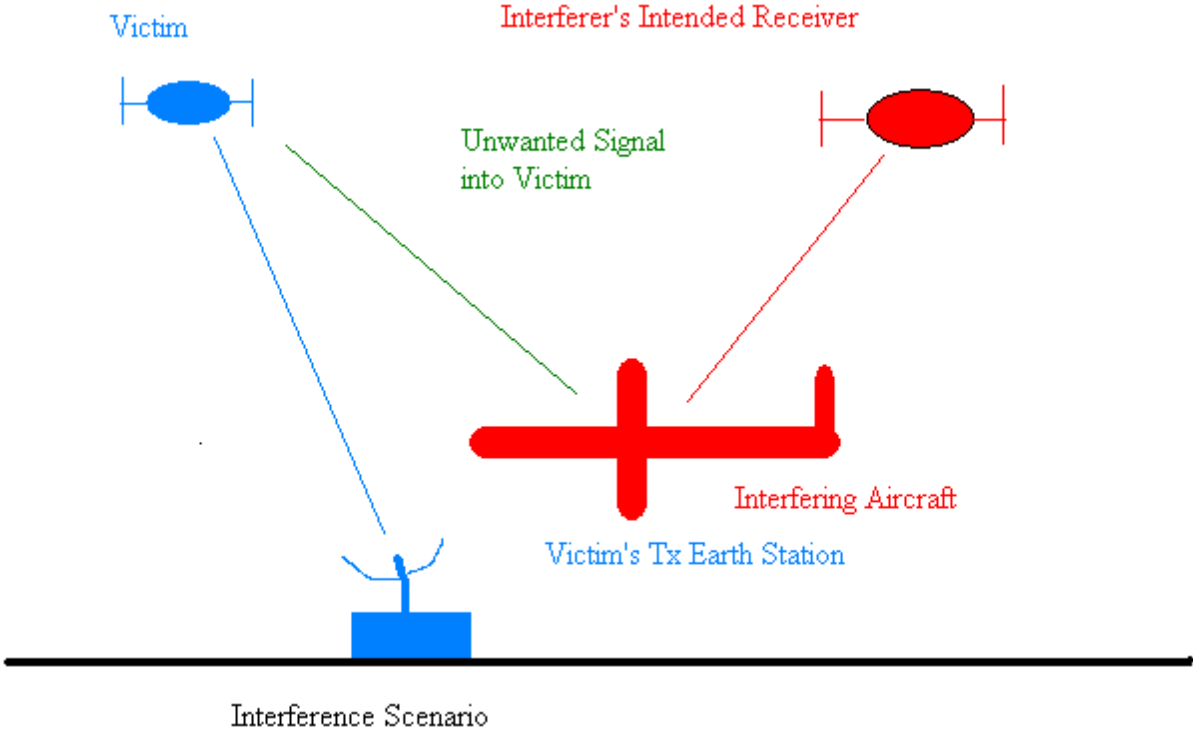 Victim
Interferer's Intended Receiver
Unwanted Signal
into Victim
Interfering Aircraft
Victim's Tx Earth Station
Interference Scenario